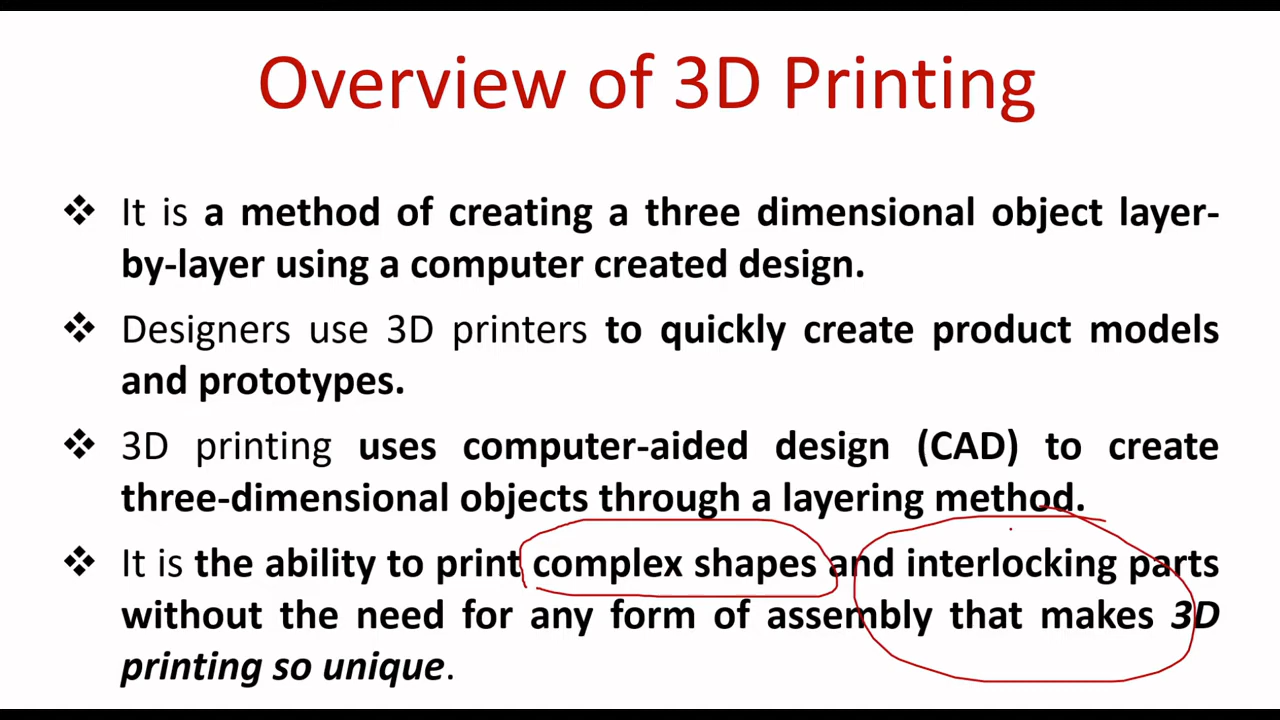 Overview of 3D Printing
❖ It is a method of creating a three dimensional object layer-
by-layer using a computer created design.
❖ Designers use 3D printers to quickly create product models
and prototypes.
❖ 3D printing uses computer-aided design (CAD) to create
three-dimensional objects through a layering method.
❖ It is the ability to print complex shapes and interlocking parts
without the need for any form of assembly that makes 3D
printing so unique.